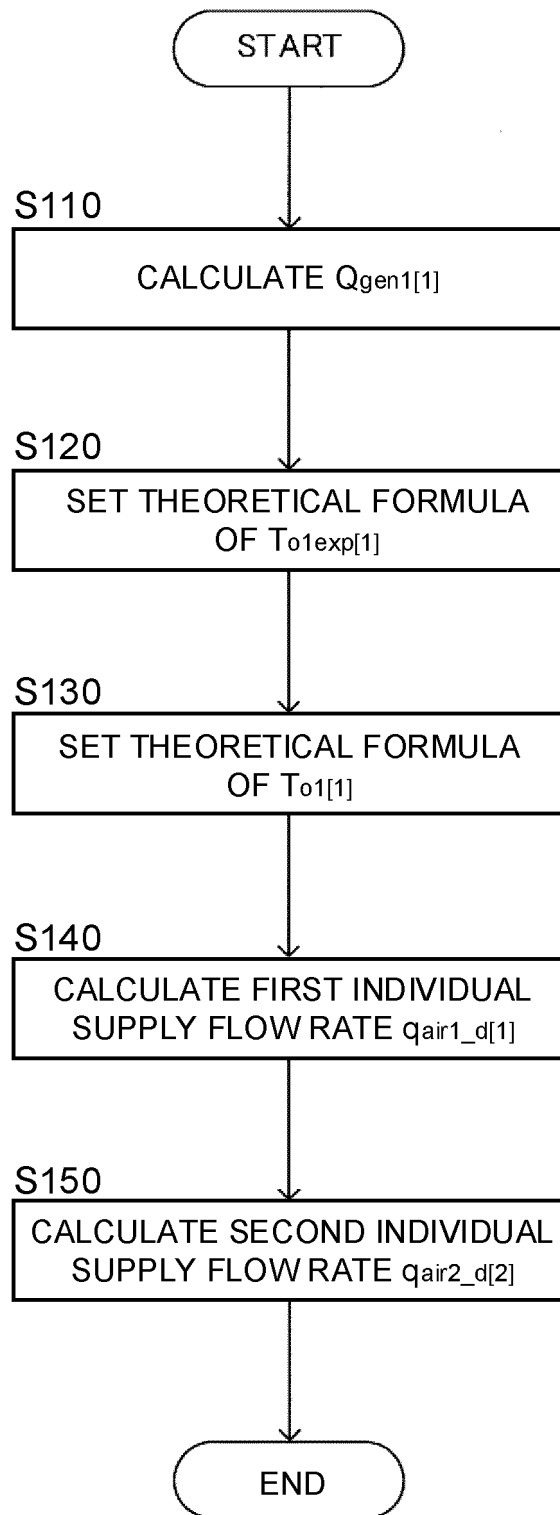 START
S110
CALCULATE Qgen1[1]
S120
SET THEORETICAL FORMULA
OF To1exp[1]
S130
SET THEORETICAL FORMULA
OF To1[1]
S140
CALCULATE FIRST INDIVIDUAL
SUPPLY FLOW RATE qair1_d[1]
S150
CALCULATE SECOND INDIVIDUAL
SUPPLY FLOW RATE qair2_d[2]
END